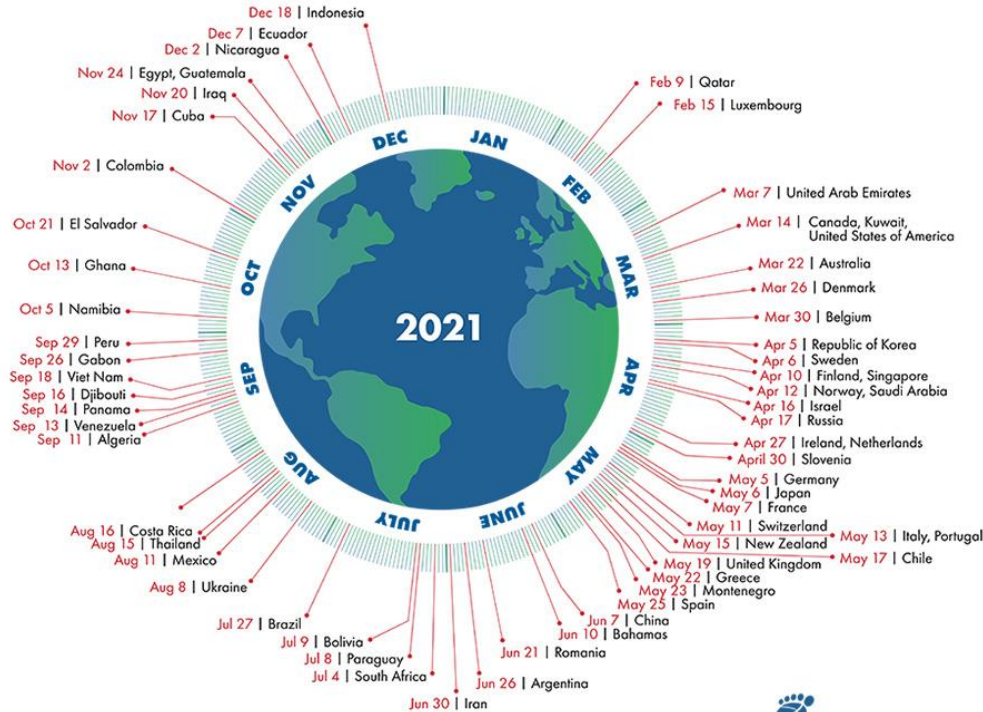 Dec 18 | Indonesia
Dec 7 | Ecuador
Dec 2 | Nicaragua
Nov 24 | Egypt, Guatemala
Nov 20 | Iraq
Nov 17 | Cuba
Nov 2 | Colombia
Oct 21 | El Salvador
Oct 13 | Ghana
Oct 5 | Namibia
Sep 29 | Peru
Sep 26 | Gabon
Sep 18 | Viet Nam
Sep 16 | Djibouti
Sep 14 | Panama
Sep 13 | Venezuela
Sep 11 | Algeria
Aug 16 | Costa Rica
Aug 15 | Thailand
Aug 11 | Mexico
Aug 8 | Ukraine
Jul 27 | Brazil
Jul 9 | Bolivia
Jul 8 | Paraguay
Jul 4 | South Africa
Jun 30 | Iran
JAN
FEB
MAR
APR
MAY
JUNE
JULY
AUG
SEP
OCT
NOV
DEC
2021
Feb 9 | Qatar
Feb 15 | Luxembourg
Mar 7 | United Arab Emirates
Mar 14 | Canada, Kuwait,
United States of America
Mar 22 | Australia
Mar 26 | Denmark
Mar 30 | Belgium
Apr 5 | Republic of Korea
Apr 6 | Sweden
Apr 10 | Finland, Singapore
Apr 12 | Norway, Saudi Arabia
Apr 16 | Israel
Apr 17 | Russia
Apr 27 | Ireland, Netherlands
April 30 | Slovenia
May 5 | Germany
May 6 | Japan
May 7 | France
May 11 | Switzerland
May 13 | Italy, Portugal
May 15 | New Zealand
May 17 | Chile
May 19 | United Kingdom
May 22 | Greece
May 23 | Montenegro
May 25 | Spain
Jun 7 | China
Jun 10 | Bahamas
Jun 21 | Romania
Jun 26 | Argentina